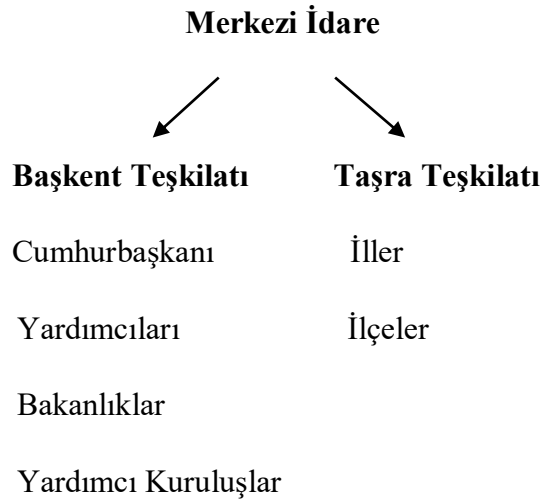 Merkezi İdare
Başkent Teşkilatı Taşra Teşkilatı
Cumhurbaşkanı İller
Yardımcıları İlçeler
Bakanlıklar
Yardımcı Kuruluşlar